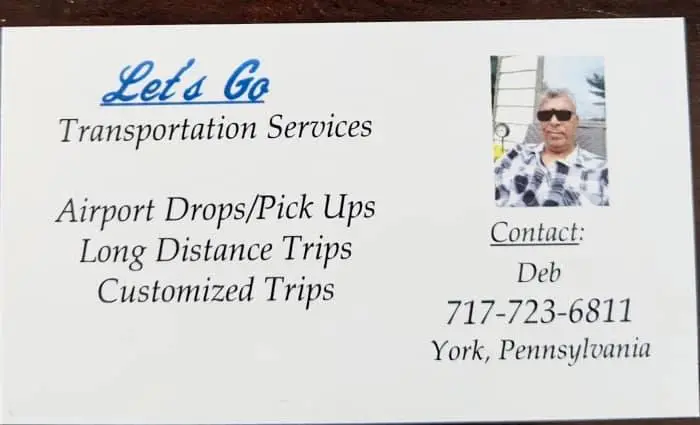 Let's Go
Transportation Services
Airport Drops/Pick Ups
Long Distance Trips
Customized Trips
Contact:
Deb
717-723-6811
York, Pennsylvania